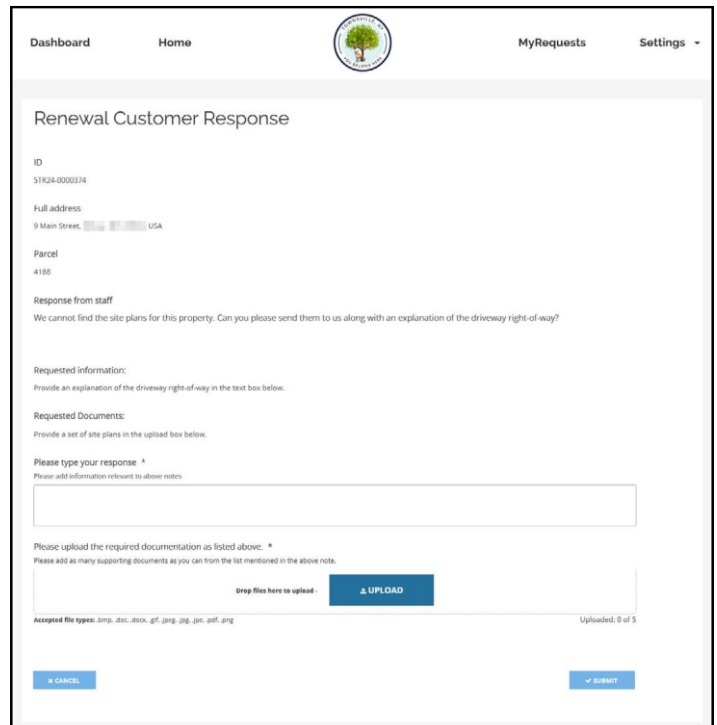 Dashboard
Home
TOWNSVILLE,
YOU BELONG HERE
MyRequests
Settings
Renewal Customer Response
ID
STR24-0000374
Full address
9 Main Street, USA
Parcel
4188
Response from staff
We cannot find the site plans for this property. Can you please send them to us along with an explanation of the driveway right-of-way?
Requested information:
Provide an explanation of the driveway right-of-way in the text box below.
Requested Documents:
Provide a set of site plans in the upload box below.
Please type your response *
Please add information relevant to above notes
Please upload the required documentation as listed above. *
Please add as many supporting documents as you can from the list mentioned in the above note.
Drop files here to upload -
UPLOAD
Accepted file types: .bmp, .doc, .docx, .gif, .jpeg, .jpg, .jps, .pdf, .png
Uploaded: 0 of 5
× CANCEL
✓ SUBMIT